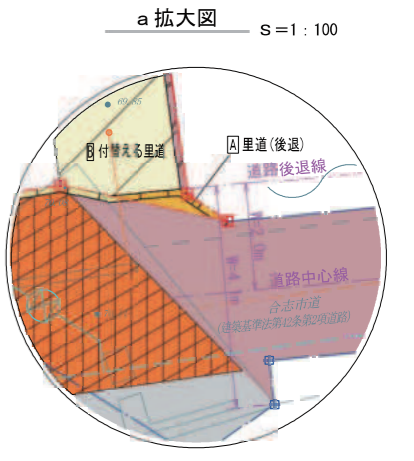 a拡大図
S=1:100
B付替える里道
A里道(後退)
道路後退線
道路中心線
合志市道
(建築基準法第42条第2項道路)